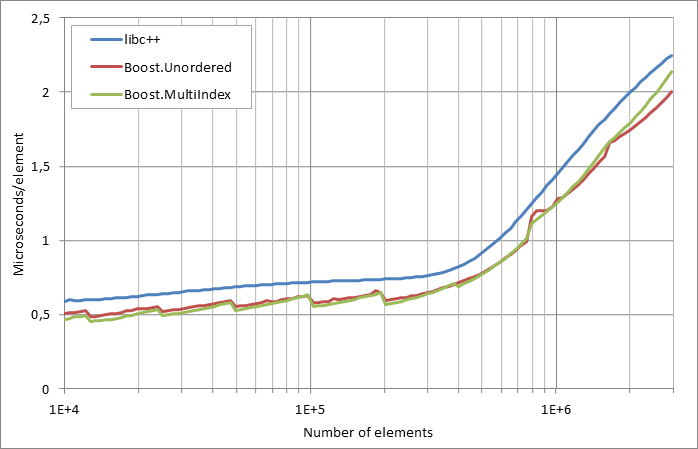 2,5
libc++
Boost.Unordered
Boost.MultiIndex
2
1,5
1
0,5
0
Microseconds/element
1E+4
1E+5
1E+6
Number of elements